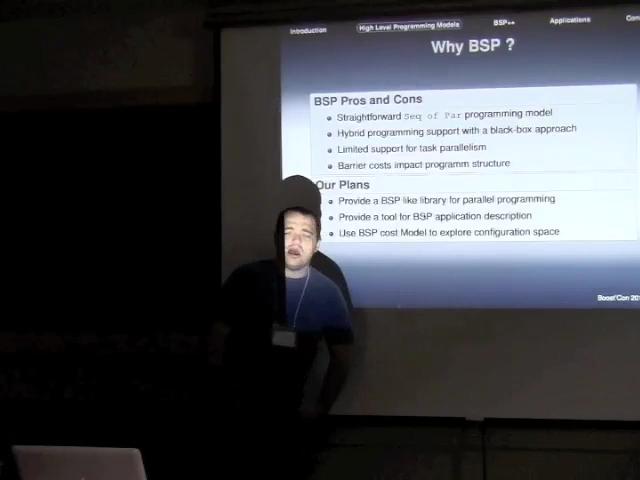 Introduction High Level Programming Models BSP++ Applications
Why BSP ?
BSP Pros and Cons
Straightforward Seq of Par programming model
Hybrid programming support with a black-box approach
Limited support for task parallelism
Barrier costs impact programm structure
Our Plans
Provide a BSP like library for parallel programming
Provide a tool for BSP application description
Use BSP cost Model to explore configuration space
Boost'Con